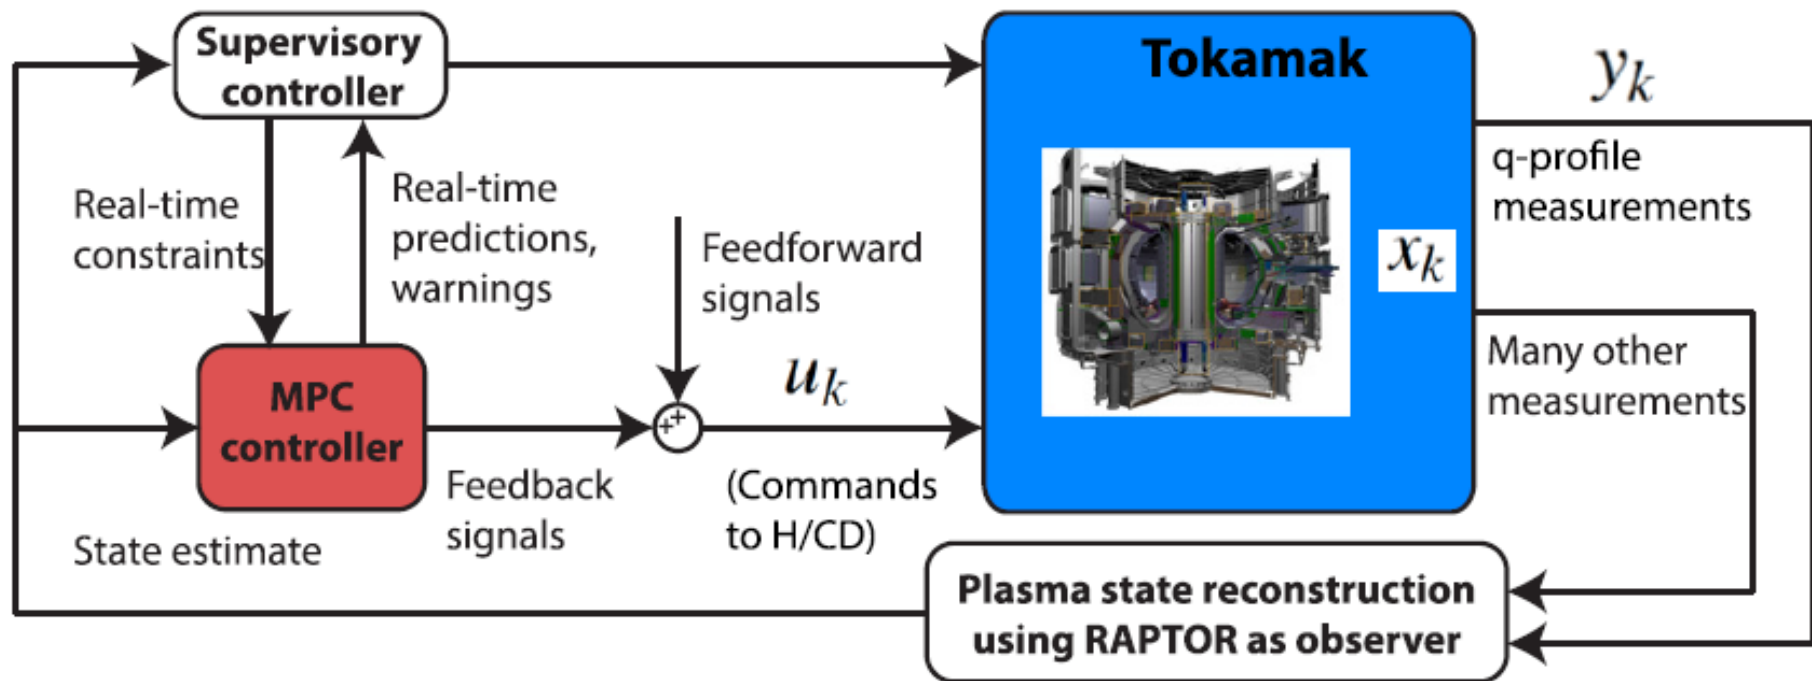 Supervisory
controller
Tokamak
y_k
q-profile
measurements
Real-time
constraints
Real-time
predictions,
warnings
Feedforward
signals
x_k
Many other
measurements
MPC
controller
++
u_k
Feedback
signals
(Commands
to H/CD)
State estimate
Plasma state reconstruction
using RAPTOR as observer